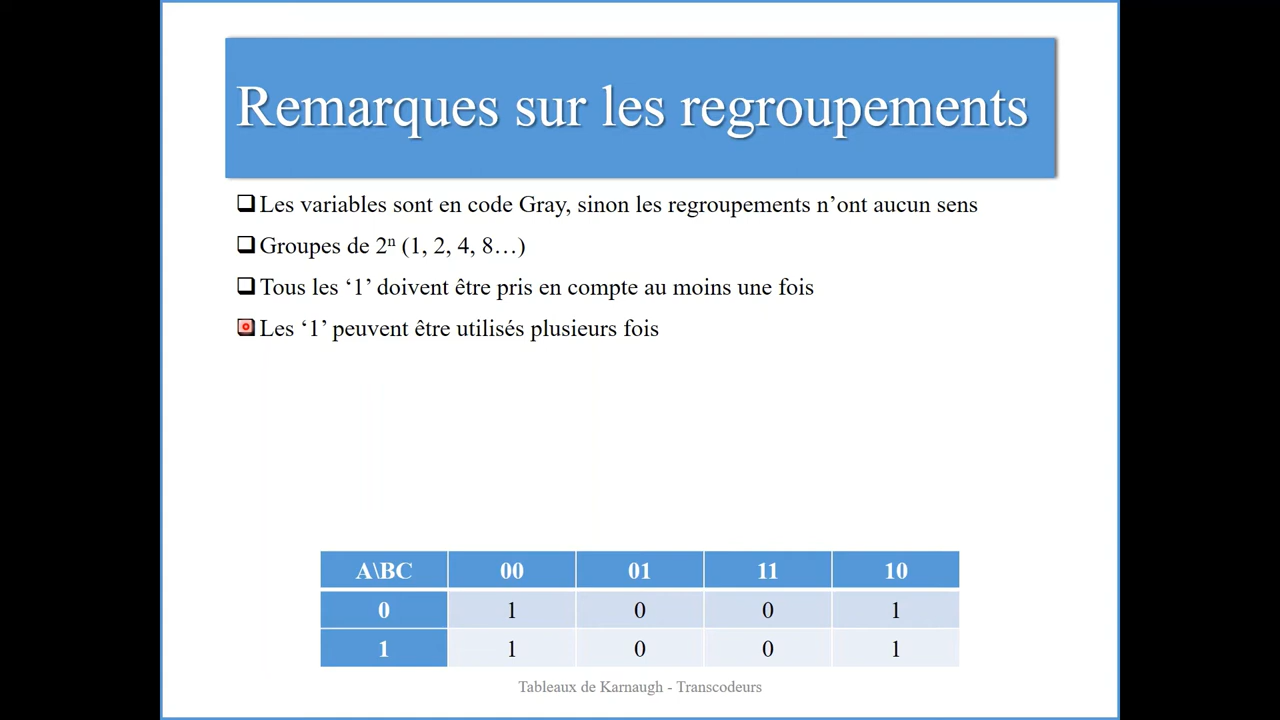 Remarques sur les regroupements
Les variables sont en code Gray, sinon les regroupements n’ont aucun sens
Groupes de 2ⁿ (1, 2, 4, 8…)
Tous les ‘1’ doivent être pris en compte au moins une fois
Les ‘1’ peuvent être utilisés plusieurs fois
A\BC 00 01 11 10
0 1 0 0 1
1 1 0 0 1
Tableaux de Karnaugh - Transcodeurs